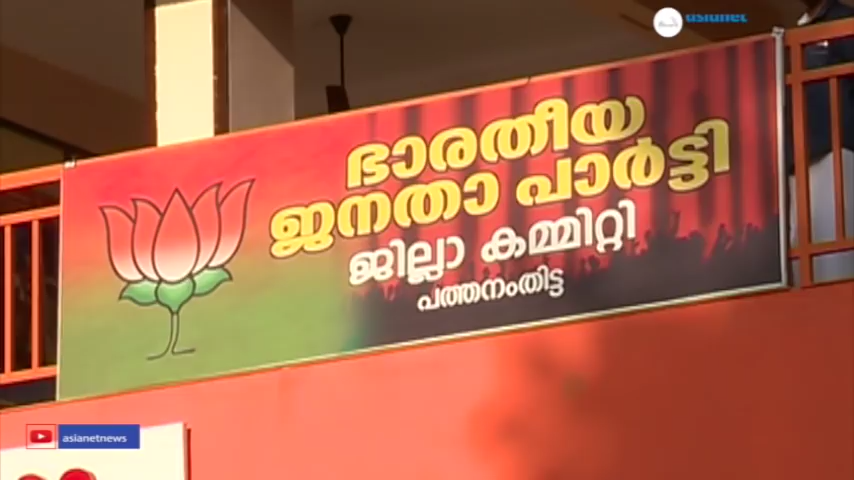 asianet
ഭാരതീയ
ജനതാ പാർട്ടി
ജില്ലാ കമ്മിറ്റി
പത്തനംതിട്ട
asianetnews